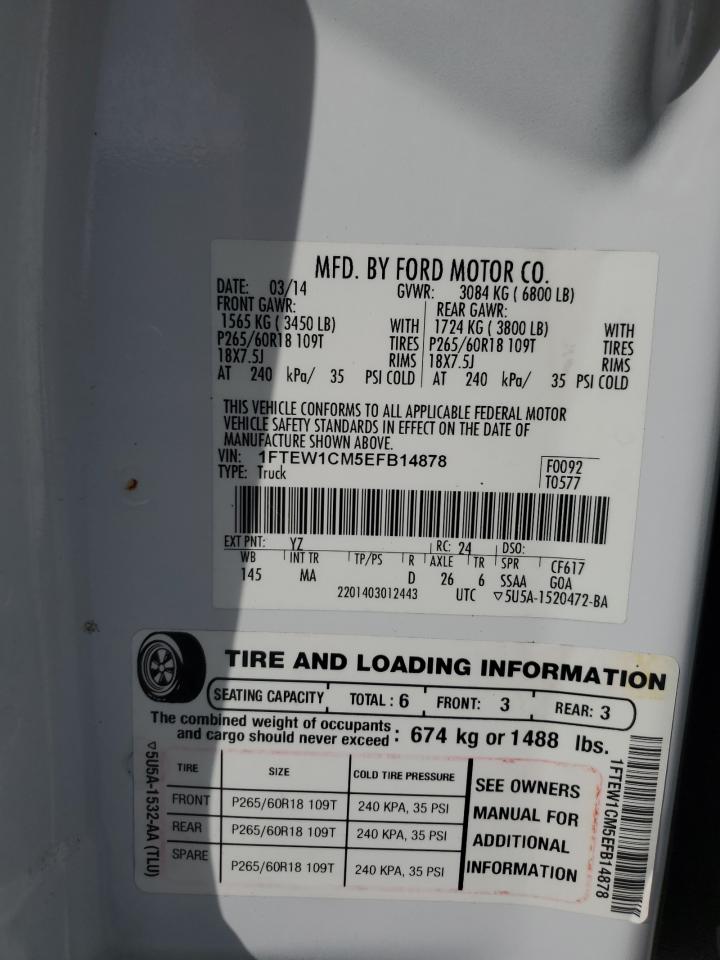 MFD. BY FORD MOTOR CO.
DATE: 03/14 GVWR: 3084 KG ( 6800 LB)
FRONT GAWR: REAR GAWR:
1565 KG ( 3450 LB) WITH 1724 KG ( 3800 LB) WITH
P265/60R18 109T TIRES P265/60R18 109T TIRES
18X7.5J RIMS 18X7.5J RIMS
AT 240 kPa/ 35 PSI COLD AT 240 kPa/ 35 PSI COLD
THIS VEHICLE CONFORMS TO ALL APPLICABLE FEDERAL MOTOR
VEHICLE SAFETY STANDARDS IN EFFECT ON THE DATE OF
MANUFACTURE SHOWN ABOVE.
VIN: 1FTEW1CM5EFB14878 F0092
TYPE: Truck T0577
EXT PNT: YZ RC: 24 DSO:
WB INT TR TP/PS R AXLE TR SPR CF617
145 MA D 26 6 SSAA GOA
2201403012443 UTC ▽5U5A-1520472-BA
TIRE AND LOADING INFORMATION
SEATING CAPACITY TOTAL : 6 FRONT: 3 REAR: 3
The combined weight of occupants
and cargo should never exceed : 674 kg or 1488 lbs.
TIRE SIZE COLD TIRE PRESSURE
FRONT P265/60R18 109T 240 KPA, 35 PSI
REAR P265/60R18 109T 240 KPA, 35 PSI
SPARE P265/60R18 109T 240 KPA, 35 PSI
SEE OWNERS
MANUAL FOR
ADDITIONAL
INFORMATION
▽5U5A-1532-AA (TLU)
1FTEW1CM5EFB14878